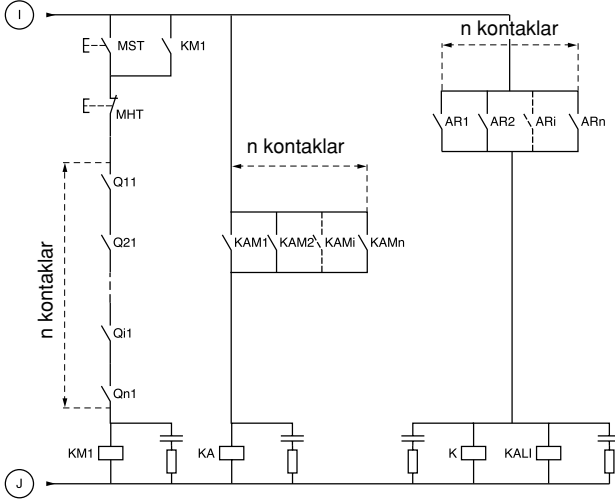 I
MST
KM1
n kontaklar
MHT
AR1
AR2
ARi
ARn
n kontaklar
Q11
KAM1
KAM2
KAMi
KAMn
Q21
n kontaklar
Qi1
Qn1
KM1
KA
K
KALI
J